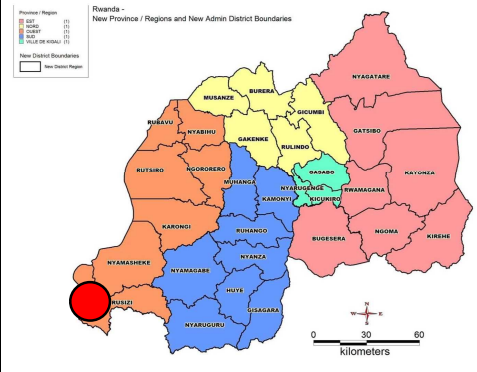 Rwanda -
New Province / Regions and New Admin District Boundaries
Province / Region
EST (1)
NORD (1)
OUEST (1)
SUD (1)
VILLE DE KIGALI (1)
New District Boundaries
New District Region
NYAGATARE
BURERA
MUSANZE
GICUMBI
RUBAVU
NYABIHU
GATSIBO
GAKENKE
RULINDO
RUTSIRO
NGORORERO
GASABO
KAYONZA
MUHANGA
NYARUGENGE
RWAMAGANA
KAMONYI
KICUKIRO
KARONGI
RUHANGO
BUGESERA
NGOMA
KIREHE
NYAMASHEKE
NYANZA
NYAMAGABE
HUYE
RUSIZI
GISAGARA
NYARUGURU
N
W E
S
0 30 60
kilometers